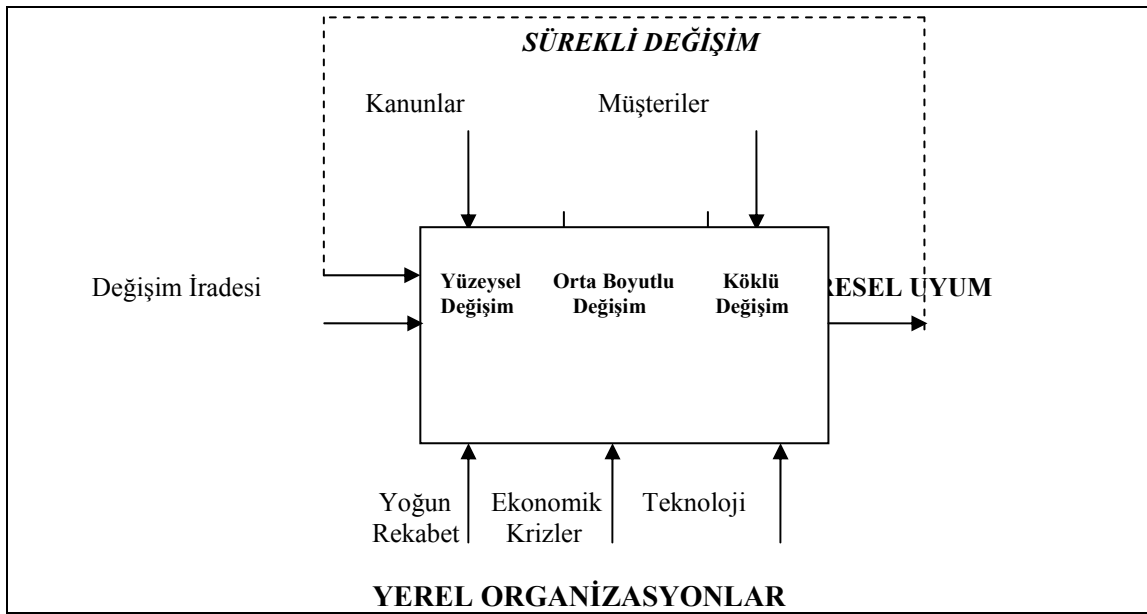 SÜREKLİ DEĞİŞİM
Kanunlar Müşteriler
Yüzeysel Orta Boyutlu Köklü
Değişim İradesi RESEL UYUM
Değişim Değişim Değişim
Yoğun Ekonomik Teknoloji
Rekabet Krizler
YEREL ORGANİZASYONLAR